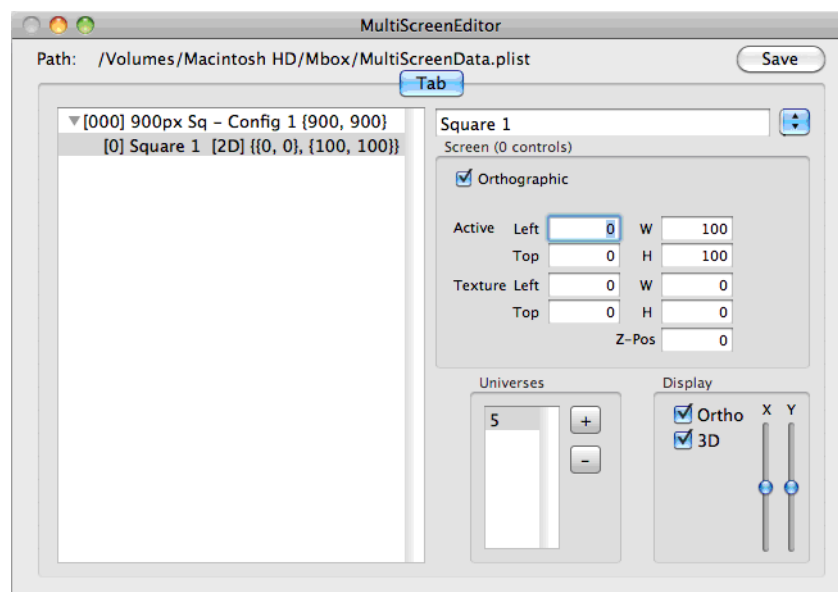 MultiScreenEditor
Path: /Volumes/Macintosh HD/Mbox/MultiScreenData.plist
Save
Tab
[000] 900px Sq – Config 1 {900, 900}
[0] Square 1 [2D] {{0, 0}, {100, 100}}
Square 1
Screen (0 controls)
Orthographic
Active Left 0 W 100
Top 0 H 100
Texture Left 0 W 0
Top 0 H 0
Z-Pos 0
Universes
5
+
-
Display
Ortho X Y
3D